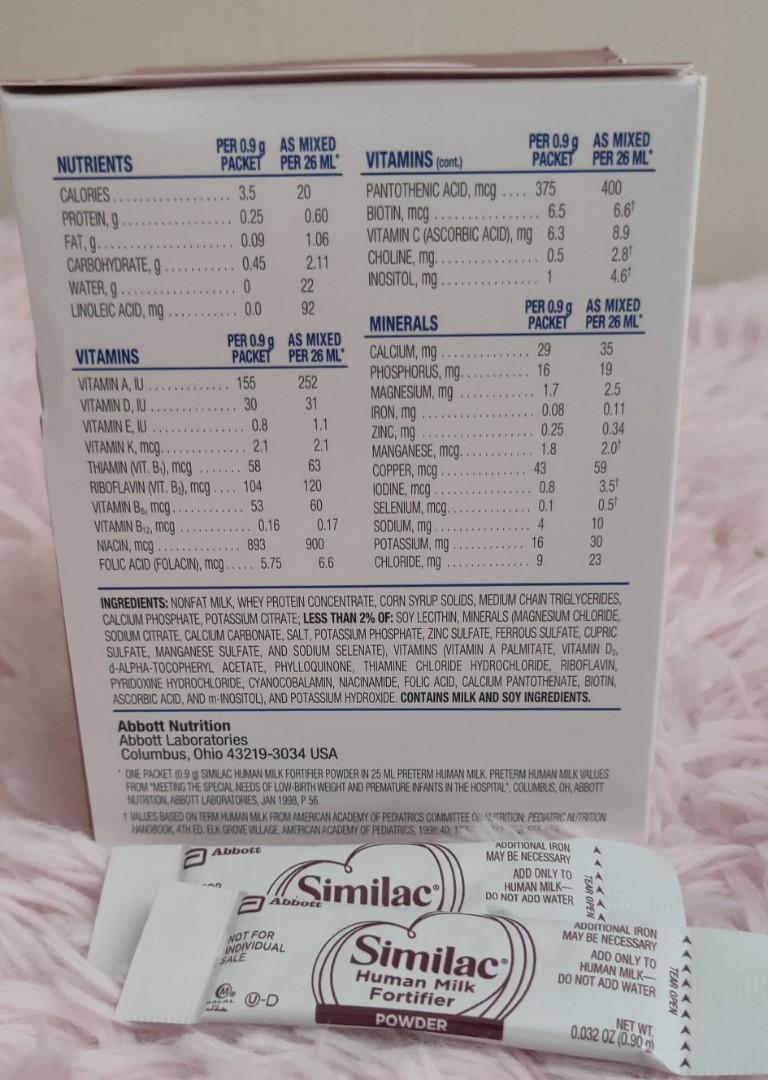 NUTRIENTS PER 0.9 g PACKET AS MIXED PER 26 ML*
CALORIES 3.5 20
PROTEIN, g 0.25 0.60
FAT, g 0.09 1.06
CARBOHYDRATE, g 0.45 2.11
WATER, g 0 22
LINOLEIC ACID, mg 0.0 92
VITAMINS PER 0.9 g PACKET AS MIXED PER 26 ML*
VITAMIN A, IU 155 252
VITAMIN D, IU 30 31
VITAMIN E, IU 0.8 1.1
VITAMIN K, mcg 2.1 2.1
THIAMIN (VIT. B₁), mcg 58 63
RIBOFLAVIN (VIT. B₂), mcg 104 120
VITAMIN B₆, mcg 53 60
VITAMIN B₁₂, mcg 0.16 0.17
NIACIN, mcg 893 900
FOLIC ACID (FOLACIN), mcg 5.75 6.6
VITAMINS (cont.) PER 0.9 g PACKET AS MIXED PER 26 ML*
PANTOTHENIC ACID, mcg 375 400
BIOTIN, mcg 6.5 6.6†
VITAMIN C (ASCORBIC ACID), mg 6.3 8.9
CHOLINE, mg 0.5 2.8†
INOSITOL, mg 1 4.6†
MINERALS PER 0.9 g PACKET AS MIXED PER 26 ML*
CALCIUM, mg 29 35
PHOSPHORUS, mg 16 19
MAGNESIUM, mg 1.7 2.5
IRON, mg 0.08 0.11
ZINC, mg 0.25 0.34
MANGANESE, mcg 1.8 2.0†
COPPER, mcg 43 59
IODINE, mcg 0.8 3.5†
SELENIUM, mcg 0.1 0.5†
SODIUM, mg 4 10
POTASSIUM, mg 16 30
CHLORIDE, mg 9 23
INGREDIENTS: NONFAT MILK, WHEY PROTEIN CONCENTRATE, CORN SYRUP SOLIDS, MEDIUM CHAIN TRIGLYCERIDES,
CALCIUM PHOSPHATE, POTASSIUM CITRATE; LESS THAN 2% OF: SOY LECITHIN, MINERALS (MAGNESIUM CHLORIDE,
SODIUM CITRATE, CALCIUM CARBONATE, SALT, POTASSIUM PHOSPHATE, ZINC SULFATE, FERROUS SULFATE, CUPRIC
SULFATE, MANGANESE SULFATE, AND SODIUM SELENATE), VITAMINS (VITAMIN A PALMITATE, VITAMIN D₃,
d-ALPHA-TOCOPHERYL ACETATE, PHYLLOQUINONE, THIAMINE CHLORIDE HYDROCHLORIDE, RIBOFLAVIN,
PYRIDOXINE HYDROCHLORIDE, CYANOCOBALAMIN, NIACINAMIDE, FOLIC ACID, CALCIUM PANTOTHENATE, BIOTIN,
ASCORBIC ACID, AND m-INOSITOL), AND POTASSIUM HYDROXIDE. CONTAINS MILK AND SOY INGREDIENTS.
Abbott Nutrition
Abbott Laboratories
Columbus, Ohio 43219-3034 USA
* ONE PACKET (0.9 g) SIMILAC HUMAN MILK FORTIFIER POWDER IN 25 ML PRETERM HUMAN MILK. PRETERM HUMAN MILK VALUES
FROM "MEETING THE SPECIAL NEEDS OF LOW-BIRTH WEIGHT AND PREMATURE INFANTS IN THE HOSPITAL", COLUMBUS, OH, ABBOTT
NUTRITION, ABBOTT LABORATORIES, JAN 1998, P 56.
† VALUES BASED ON TERM HUMAN MILK FROM AMERICAN ACADEMY OF PEDIATRICS COMMITTEE ON NUTRITION: PEDIATRIC NUTRITION
HANDBOOK, 4TH ED. ELK GROVE VILLAGE, AMERICAN ACADEMY OF PEDIATRICS, 1998:40;
Abbott
Similac®
ADDITIONAL IRON
MAY BE NECESSARY
ADD ONLY TO
HUMAN MILK—
DO NOT ADD WATER
TEAR OPEN
Abbott
NOT FOR
INDIVIDUAL
SALE
U-D
Similac®
Human Milk
Fortifier
POWDER
ADDITIONAL IRON
MAY BE NECESSARY
ADD ONLY TO
HUMAN MILK—
DO NOT ADD WATER
NET WT.
0.032 OZ (0.90 g)
TEAR OPEN